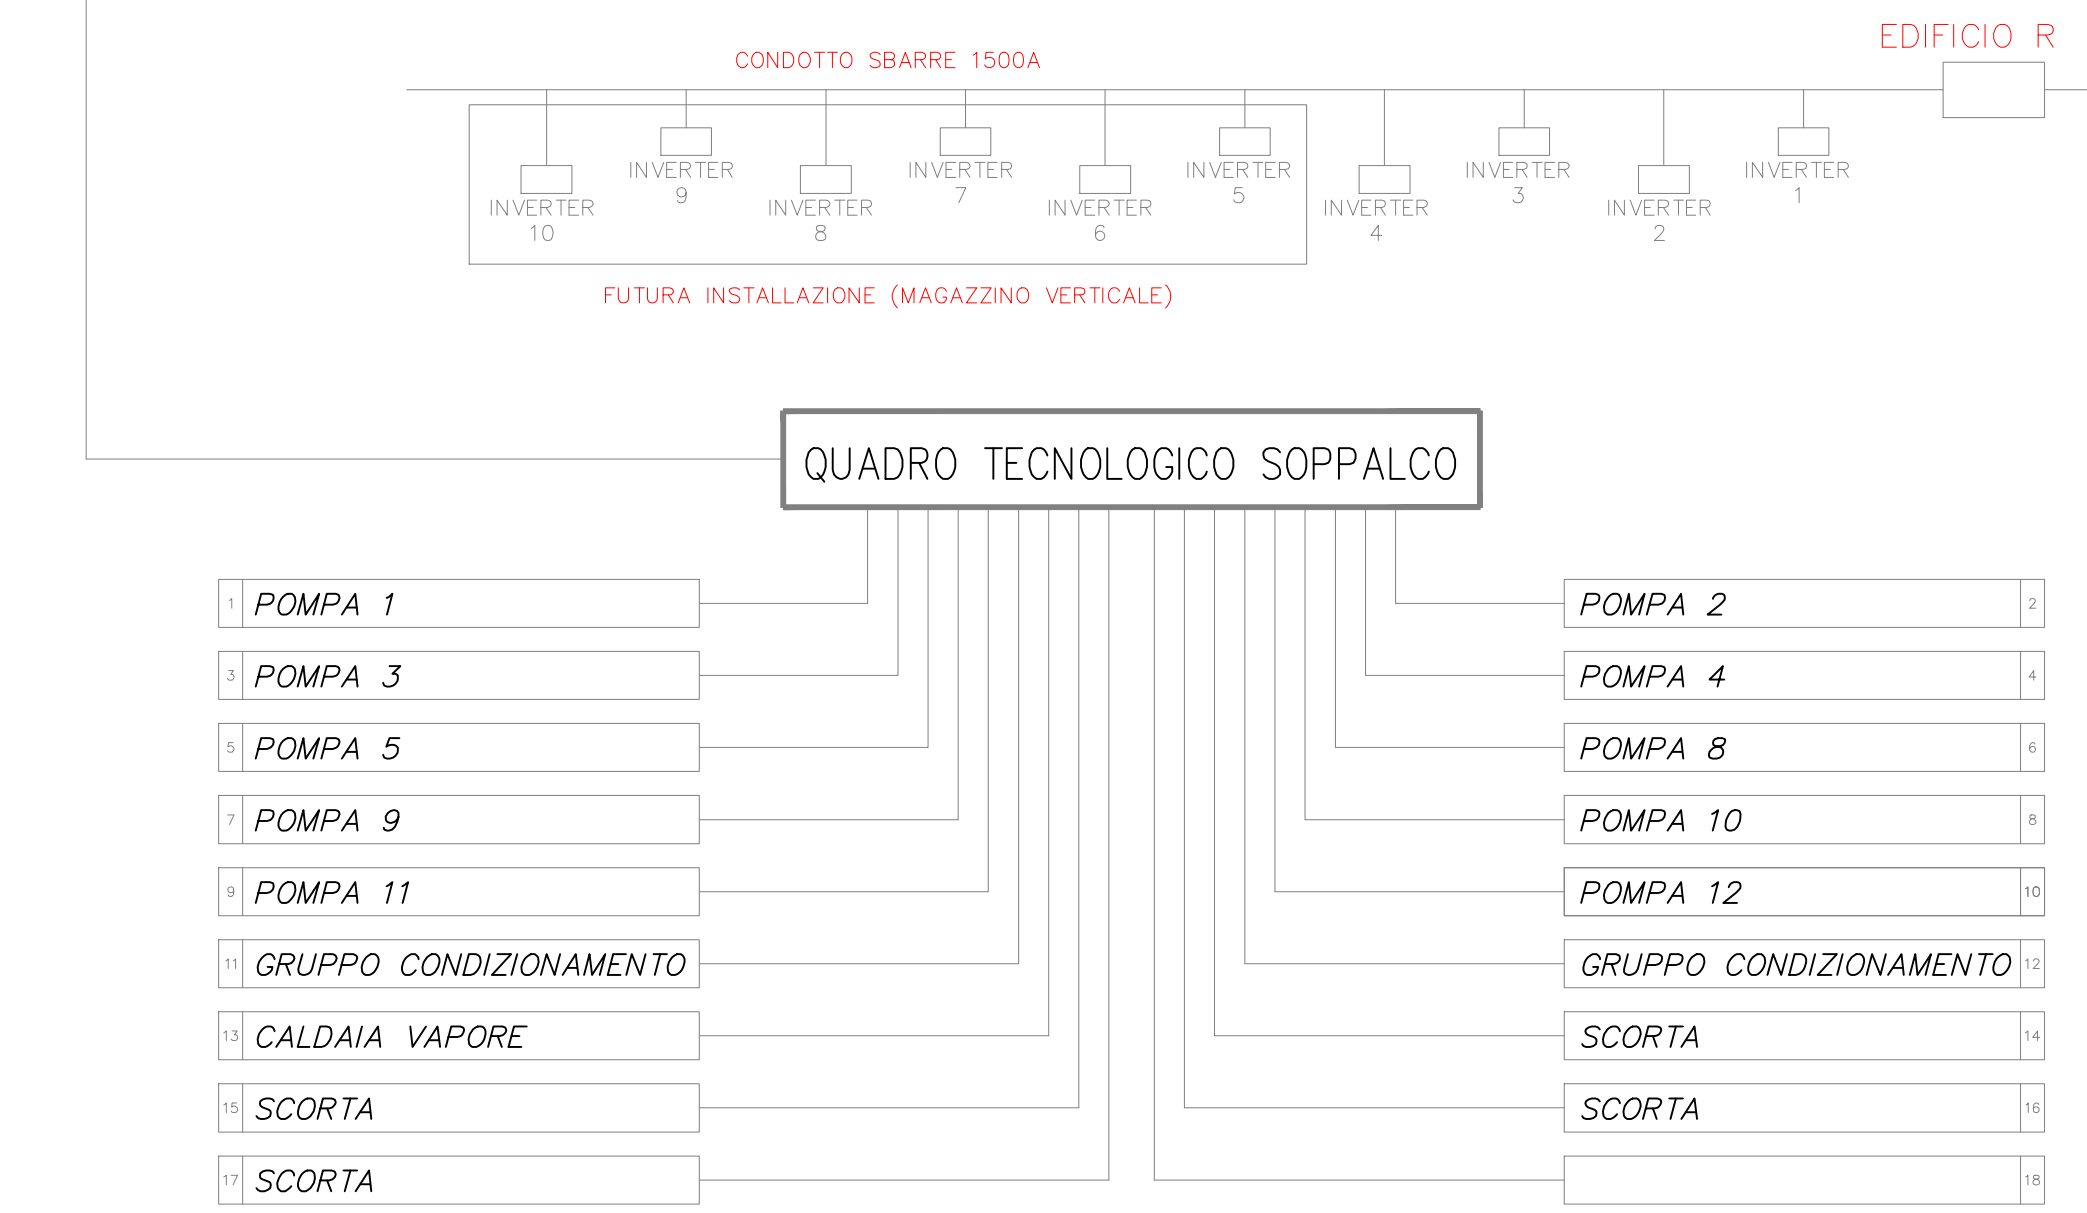 EDIFICIO R
CONDOTTO SBARRE 1500A
INVERTER
10
INVERTER
9
INVERTER
8
INVERTER
7
INVERTER
6
INVERTER
5
INVERTER
4
INVERTER
3
INVERTER
2
INVERTER
1
FUTURA INSTALLAZIONE (MAGAZZINO VERTICALE)
QUADRO TECNOLOGICO SOPPALCO
1 POMPA 1
POMPA 2 2
3 POMPA 3
POMPA 4 4
5 POMPA 5
POMPA 8 6
7 POMPA 9
POMPA 10 8
9 POMPA 11
POMPA 12 10
11 GRUPPO CONDIZIONAMENTO
GRUPPO CONDIZIONAMENTO 12
13 CALDAIA VAPORE
SCORTA 14
15 SCORTA
SCORTA 16
17 SCORTA
18